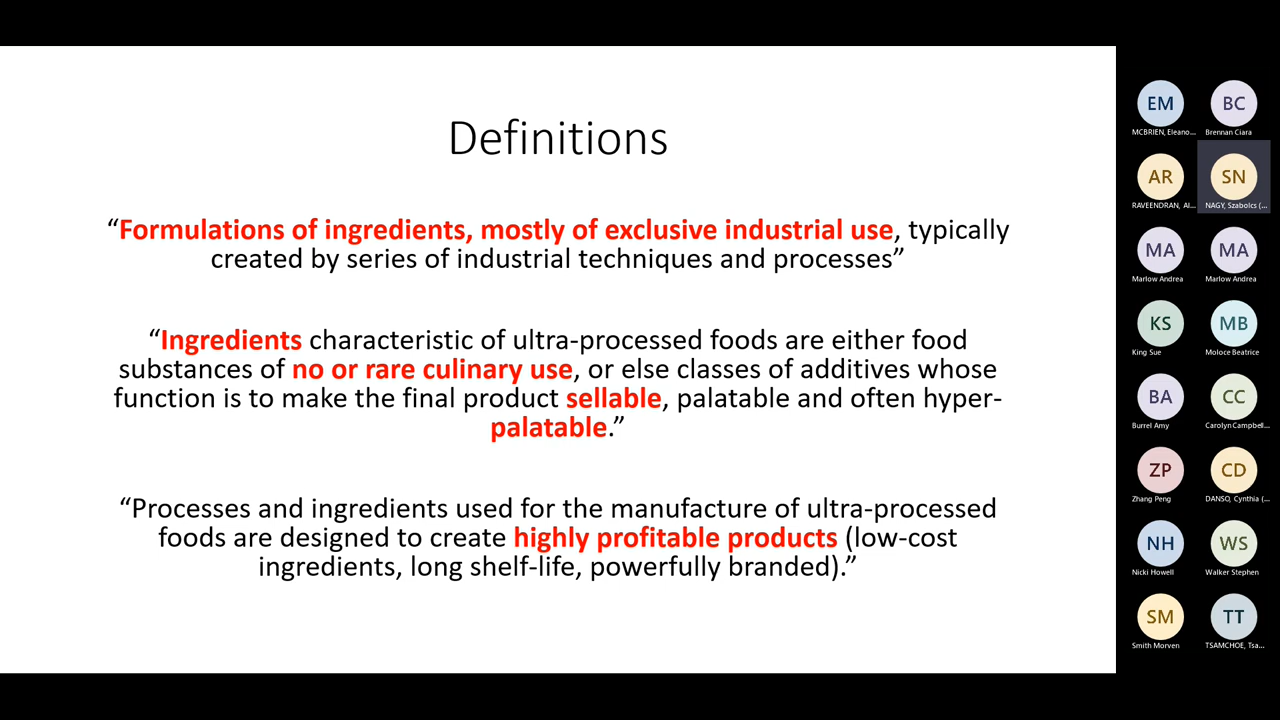 Definitions
“Formulations of ingredients, mostly of exclusive industrial use, typically
created by series of industrial techniques and processes”
“Ingredients characteristic of ultra-processed foods are either food
substances of no or rare culinary use, or else classes of additives whose
function is to make the final product sellable, palatable and often hyper-
palatable.”
“Processes and ingredients used for the manufacture of ultra-processed
foods are designed to create highly profitable products (low-cost
ingredients, long shelf-life, powerfully branded).”
EM
MCBRIEN, Eleano...
BC
Brennan Ciara
AR
RAVEENDRAN, Al...
SN
NAGY, Szabolcs (...
MA
Marlow Andrea
MA
Marlow Andrea
KS
King Sue
MB
Moloce Beatrice
BA
Burrel Amy
CC
Carolyn Campbell...
ZP
Zhang Peng
CD
DANSO, Cynthia (...
NH
Nicki Howell
WS
Walker Stephen
SM
Smith Morven
TT
TSAMCHOE, Tsa...